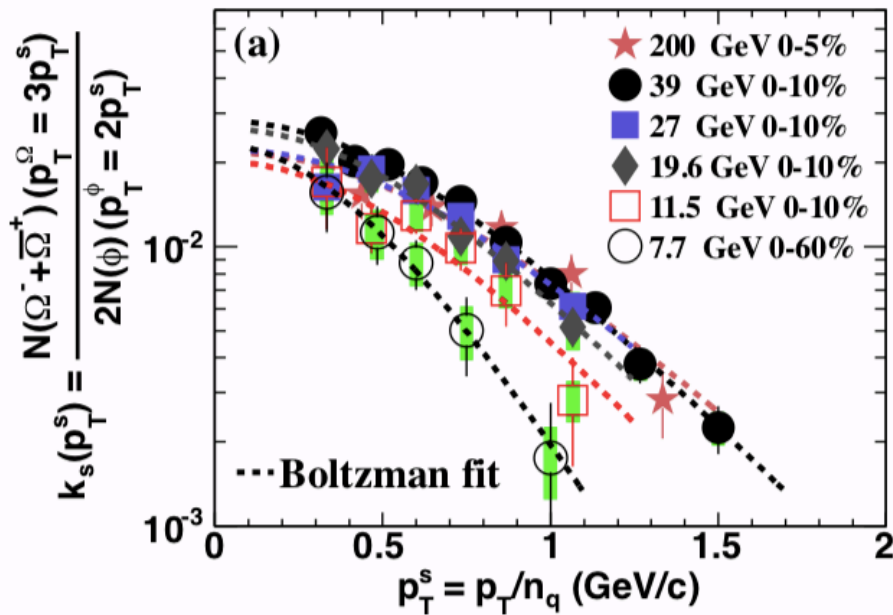 (a)
200 GeV 0-5%
39 GeV 0-10%
27 GeV 0-10%
19.6 GeV 0-10%
11.5 GeV 0-10%
7.7 GeV 0-60%
Boltzman fit
k_s(p_T^s) = N(Ω⁻+Ω̄⁺)(p_T^Ω = 3p_T^s) / 2N(ϕ)(p_T^ϕ = 2p_T^s)
10⁻²
10⁻³
0 0.5 1 1.5 2
p_T^s = p_T/n_q (GeV/c)